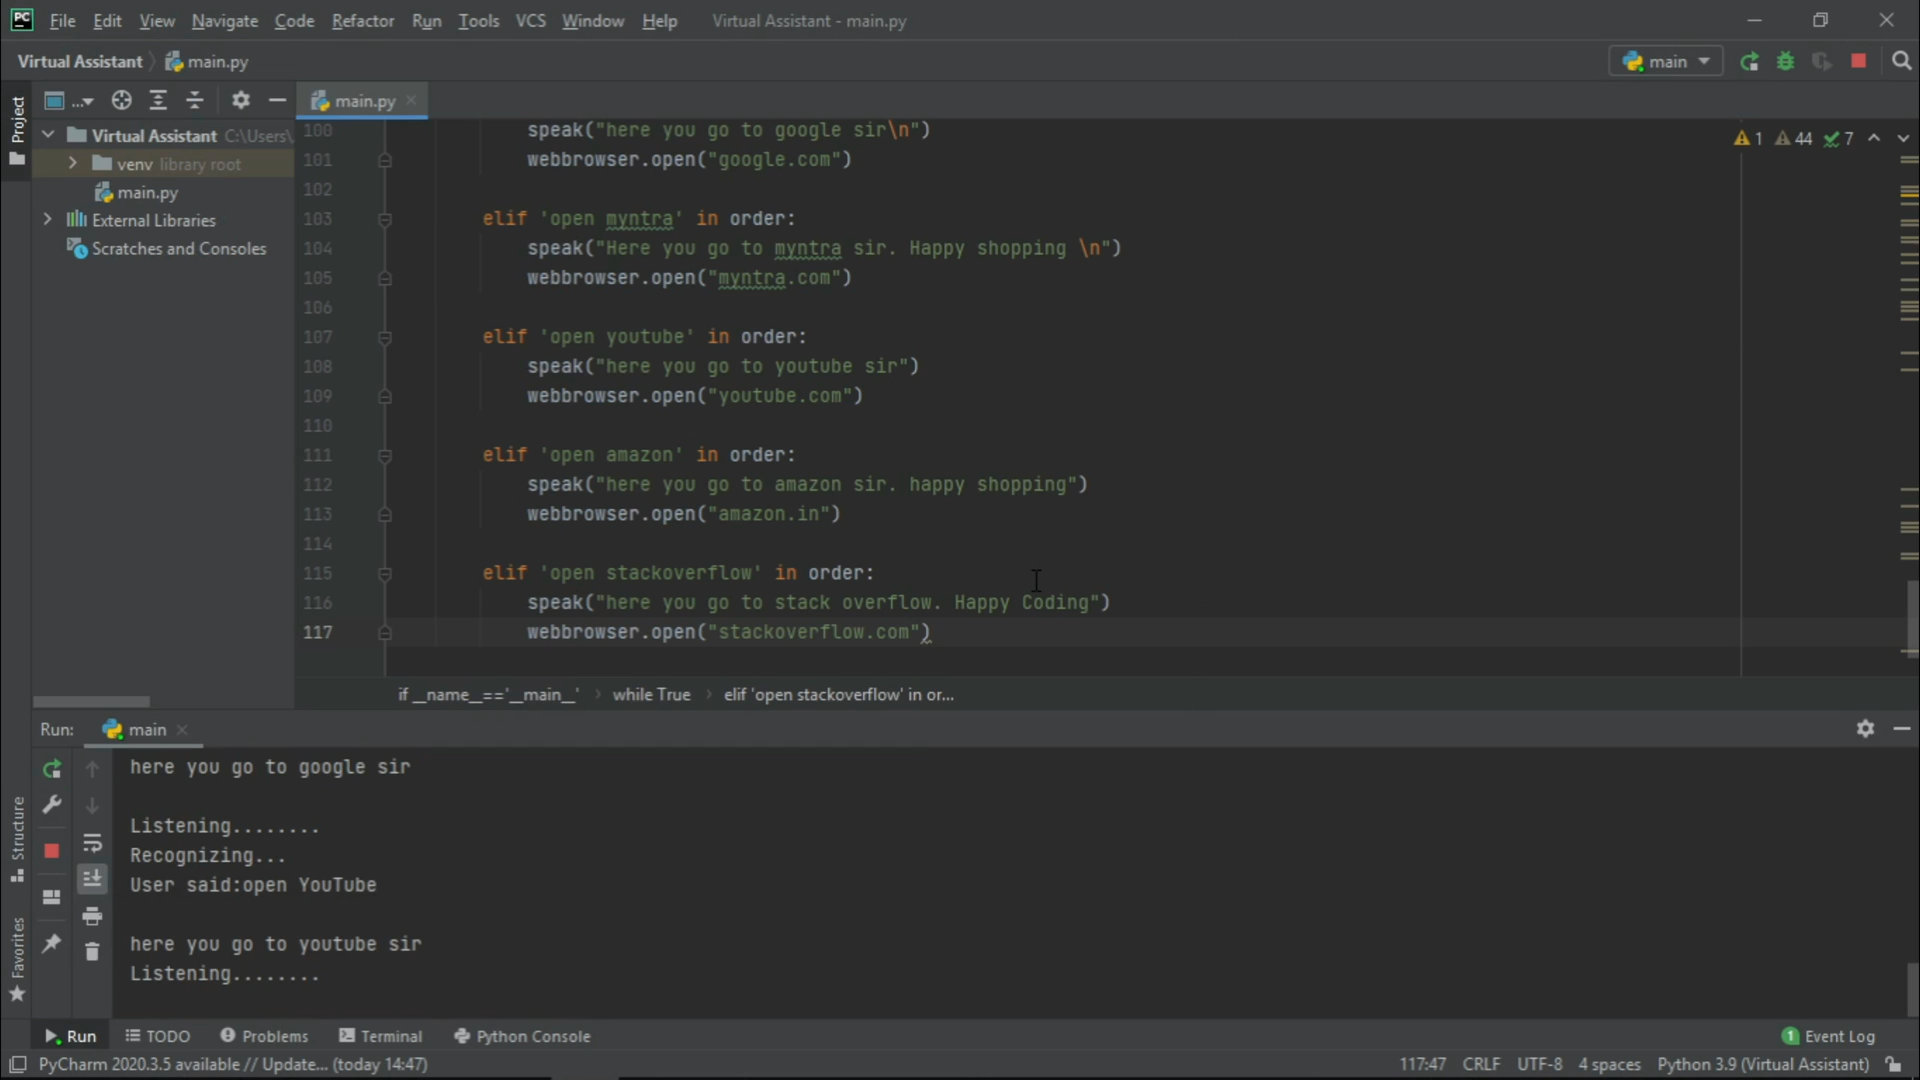 PC File Edit View Navigate Code Refactor Run Tools VCS Window Help Virtual Assistant - main.py
Virtual Assistant main.py main
Project ... main.py
Virtual Assistant C:\Users\
venv library root
main.py
External Libraries
Scratches and Consoles
1 44 7
100 speak("here you go to google sir\n")
101 webbrowser.open("google.com")
102
103 elif 'open myntra' in order:
104 speak("Here you go to myntra sir. Happy shopping \n")
105 webbrowser.open("myntra.com")
106
107 elif 'open youtube' in order:
108 speak("here you go to youtube sir")
109 webbrowser.open("youtube.com")
110
111 elif 'open amazon' in order:
112 speak("here you go to amazon sir. happy shopping")
113 webbrowser.open("amazon.in")
114
115 elif 'open stackoverflow' in order:
116 speak("here you go to stack overflow. Happy Coding")
117 webbrowser.open("stackoverflow.com")
if __name__=='__main__' while True elif 'open stackoverflow' in or...
Run: main
here you go to google sir
Listening........
Recognizing...
User said:open YouTube
here you go to youtube sir
Listening........
Structure
Favorites
Run TODO Problems Terminal Python Console 1 Event Log
PyCharm 2020.3.5 available // Update... (today 14:47) 117:47 CRLF UTF-8 4 spaces Python 3.9 (Virtual Assistant)